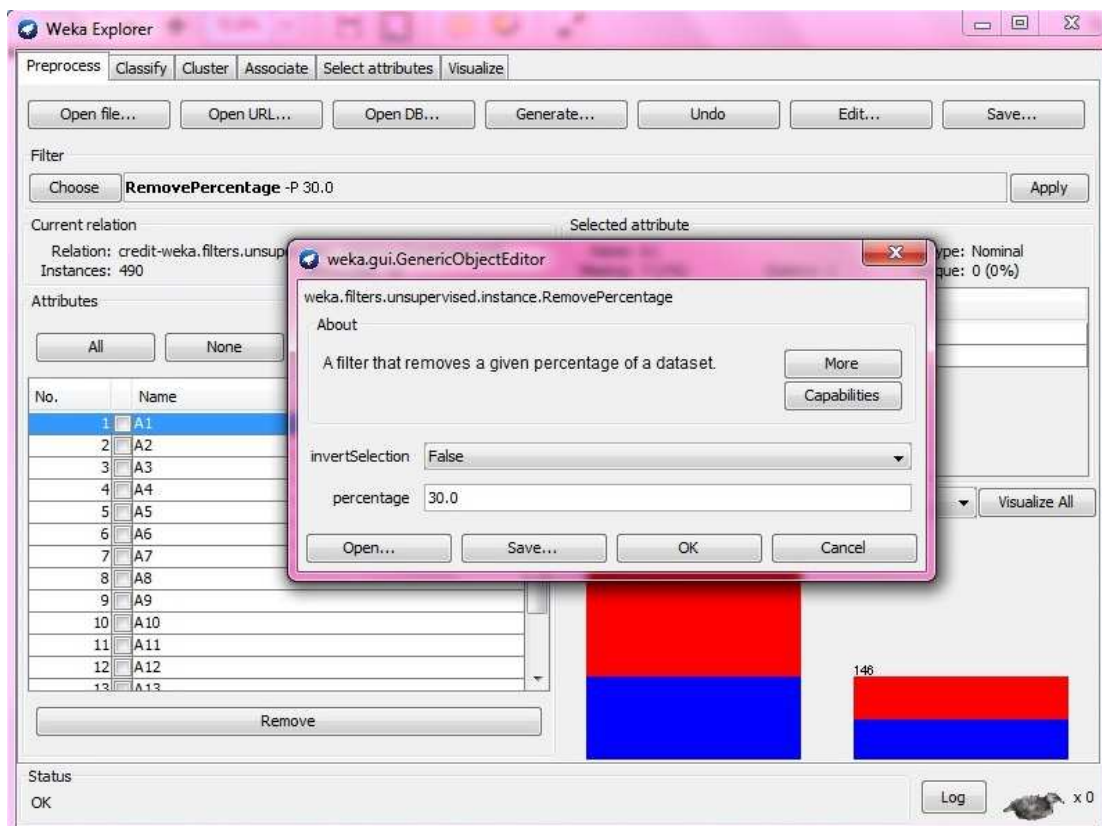 Weka Explorer
Preprocess Classify Cluster Associate Select attributes Visualize
Open file... Open URL... Open DB... Generate... Undo Edit... Save...
Filter
Choose RemovePercentage -P 30.0 Apply
Current relation
Relation: credit-weka.filters.unsup
Instances: 490
Selected attribute
ype: Nominal
que: 0 (0%)
Attributes
All None
No. Name
1 A1
2 A2
3 A3
4 A4
5 A5
6 A6
7 A7
8 A8
9 A9
10 A10
11 A11
12 A12
13 A13
Remove
weka.gui.GenericObjectEditor
weka.filters.unsupervised.instance.RemovePercentage
About
A filter that removes a given percentage of a dataset.
More
Capabilities
invertSelection False
percentage 30.0
Open... Save... OK Cancel
Visualize All
146
Status
OK
Log x 0